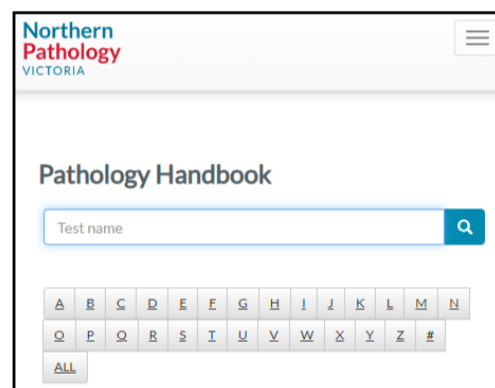 Northern
Pathology
VICTORIA
Pathology Handbook
Test name
A B C D E F G H I J K L M N
O P Q R S T U V W X Y Z #
ALL